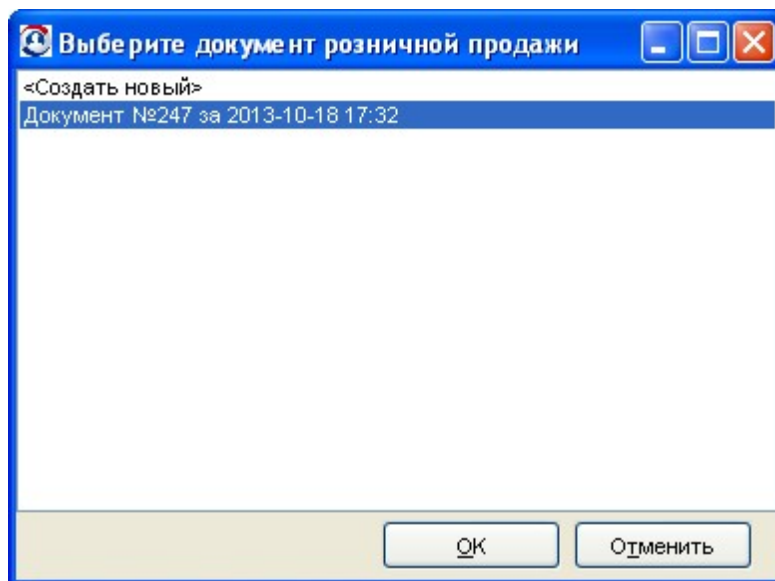 Выберите документ розничной продажи
<Создать новый>
Документ №247 за 2013-10-18 17:32
OK
Отменить